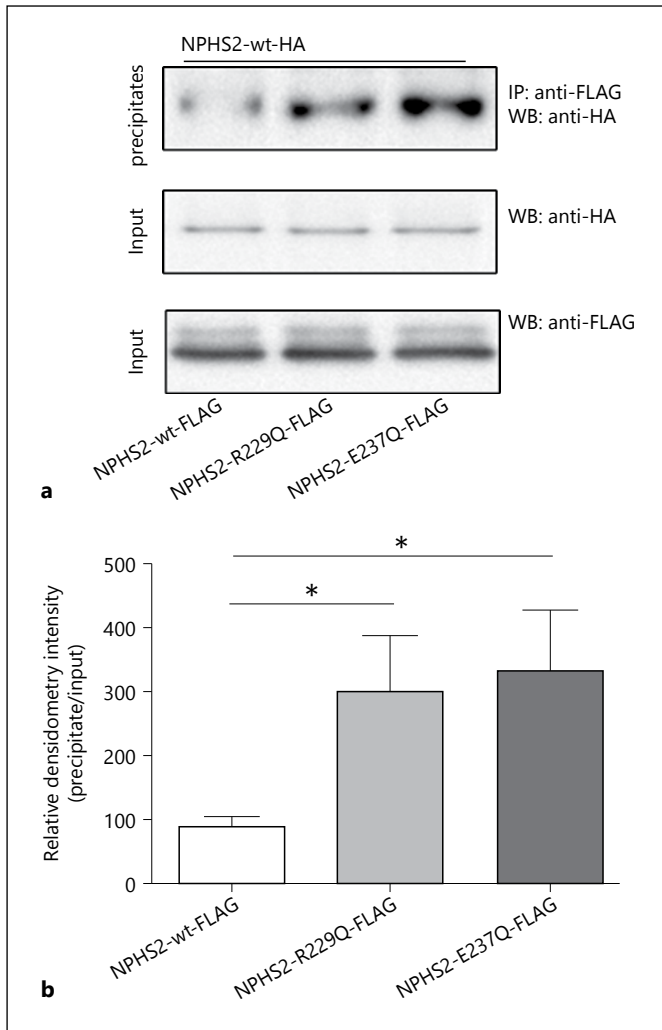 NPHS2-wt-HA
precipitates
IP: anti-FLAG
WB: anti-HA
Input
WB: anti-HA
Input
WB: anti-FLAG
NPHS2-wt-FLAG
NPHS2-R229Q-FLAG
NPHS2-E237Q-FLAG
a
Relative densidometry intensity
(precipitate/input)
500
400
300
200
100
0
*
*
NPHS2-wt-FLAG
NPHS2-R229Q-FLAG
NPHS2-E237Q-FLAG
b